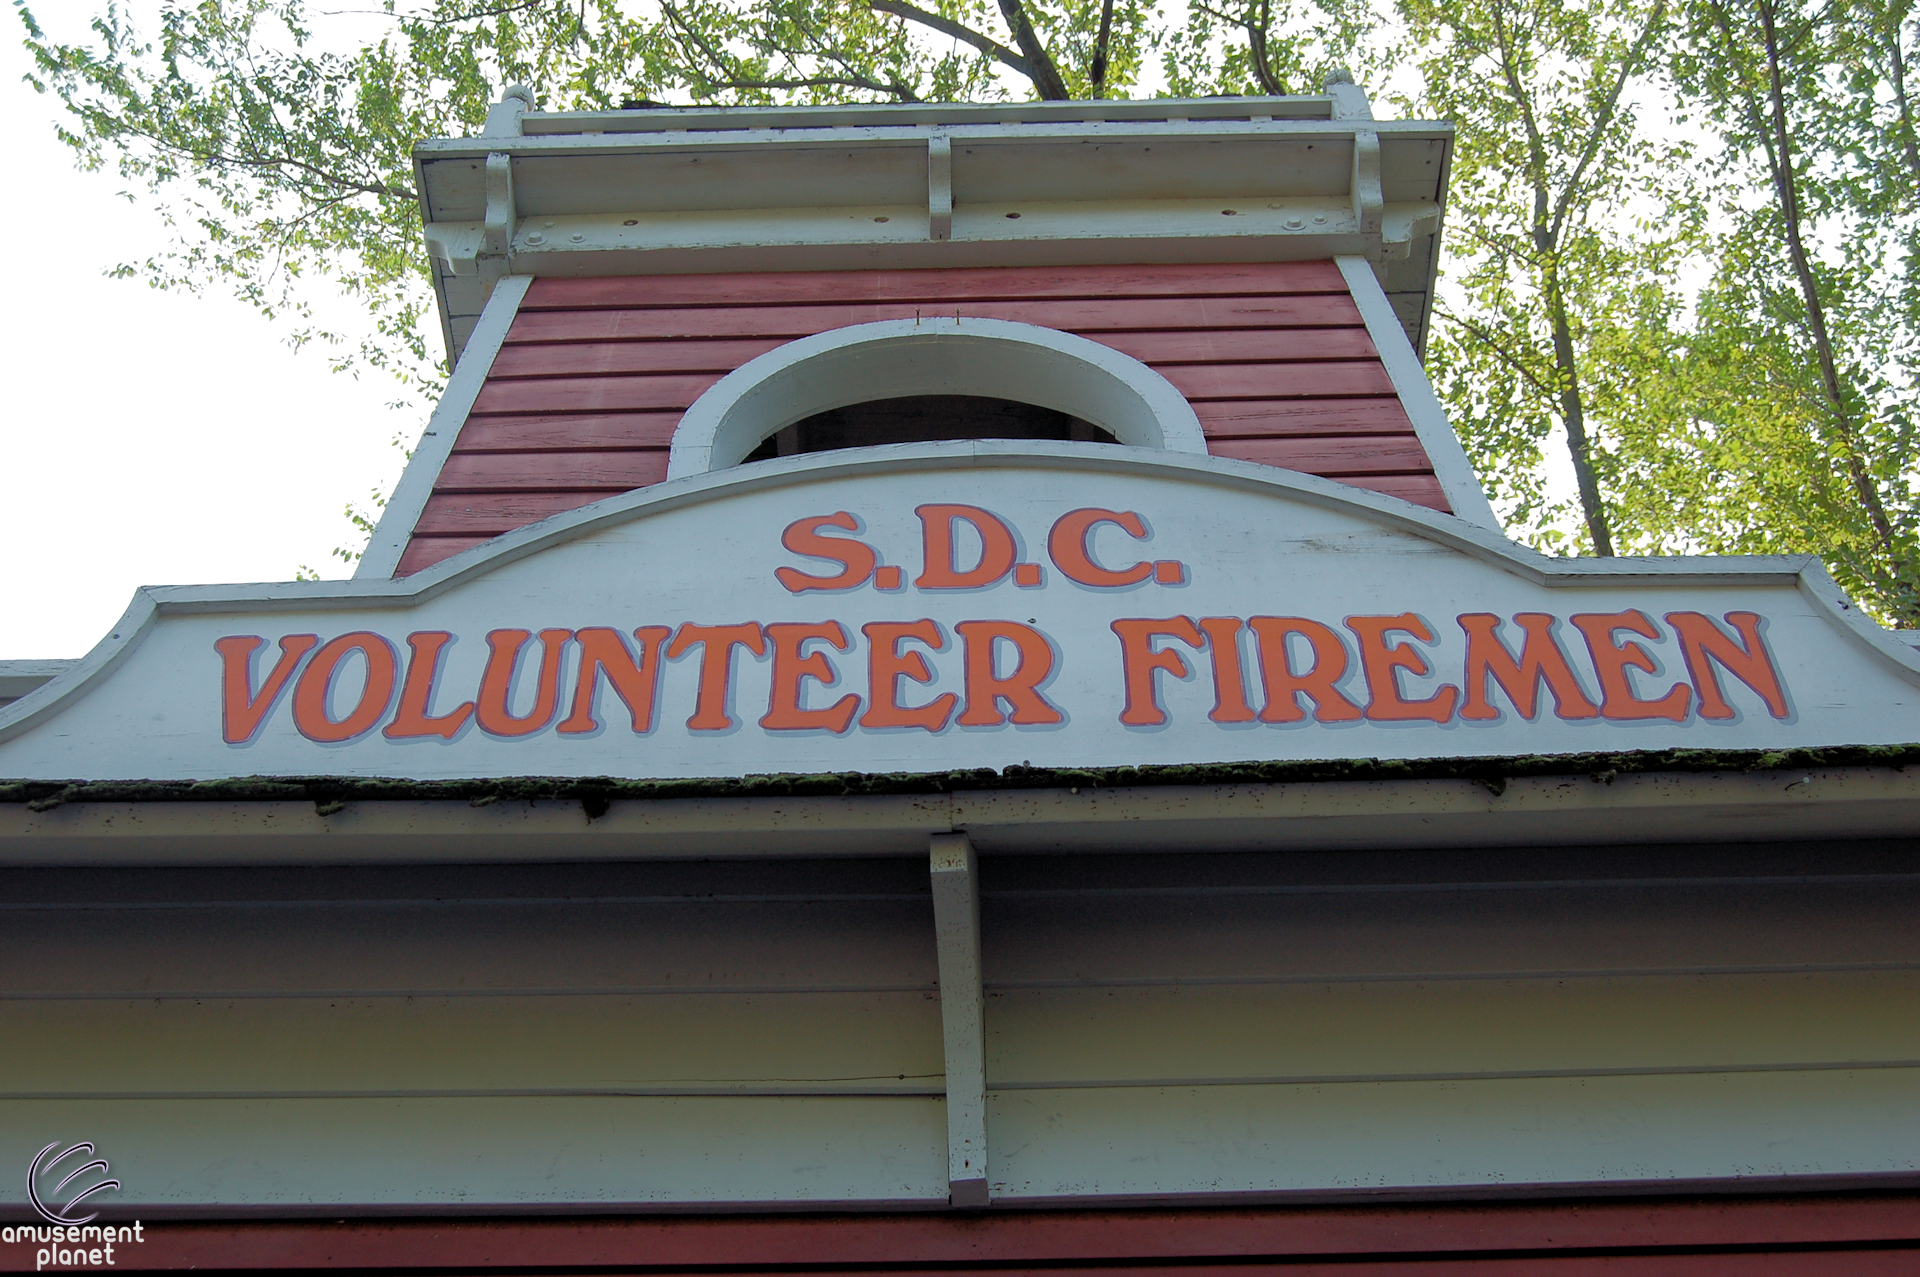 S.D.C.
VOLUNTEER FIREMEN
amusement
planet